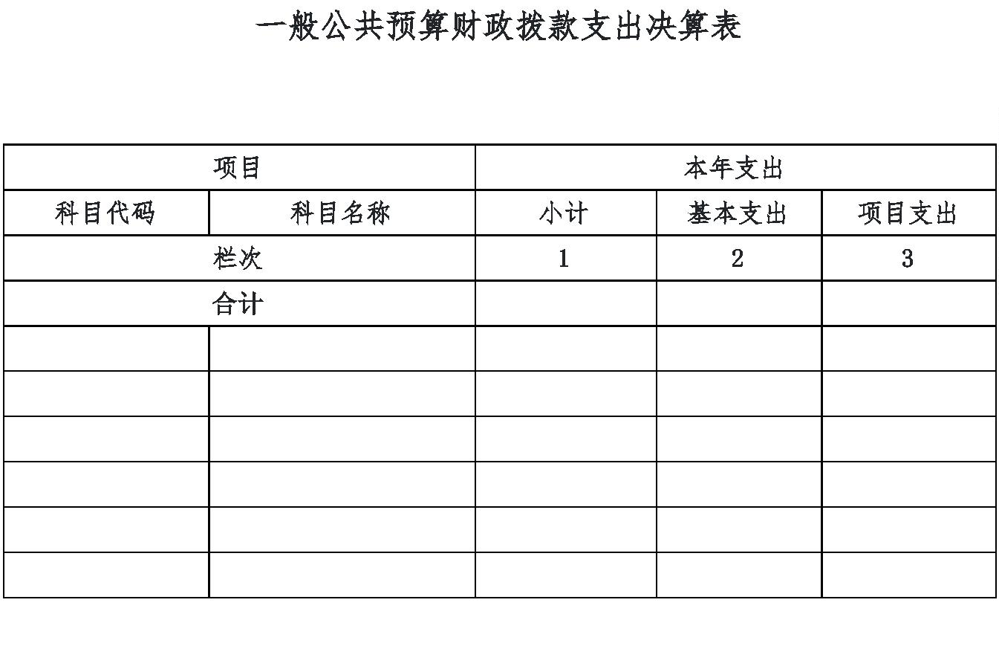 一般公共预算财政拨款支出决算表
项目 本年支出
科目代码 科目名称 小计 基本支出 项目支出
栏次 1 2 3
合计